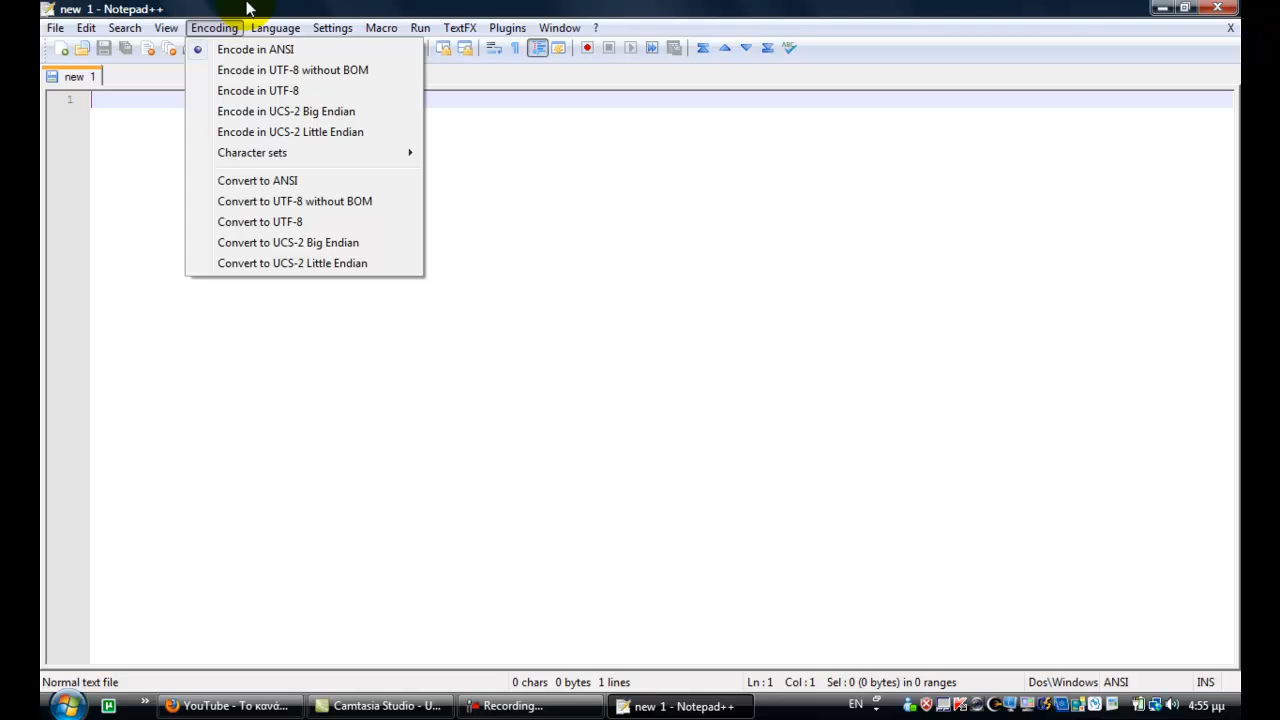 new 1 - Notepad++
File Edit Search View Encoding Language Settings Macro Run TextFX Plugins Window ? X
new 1
1
Encode in ANSI
Encode in UTF-8 without BOM
Encode in UTF-8
Encode in UCS-2 Big Endian
Encode in UCS-2 Little Endian
Character sets
Convert to ANSI
Convert to UTF-8 without BOM
Convert to UTF-8
Convert to UCS-2 Big Endian
Convert to UCS-2 Little Endian
Normal text file 0 chars 0 bytes 1 lines Ln : 1 Col : 1 Sel : 0 (0 bytes) in 0 ranges Dos\Windows ANSI INS
YouTube - Το κανά... Camtasia Studio - U... Recording... new 1 - Notepad++ EN 4:55 μμ